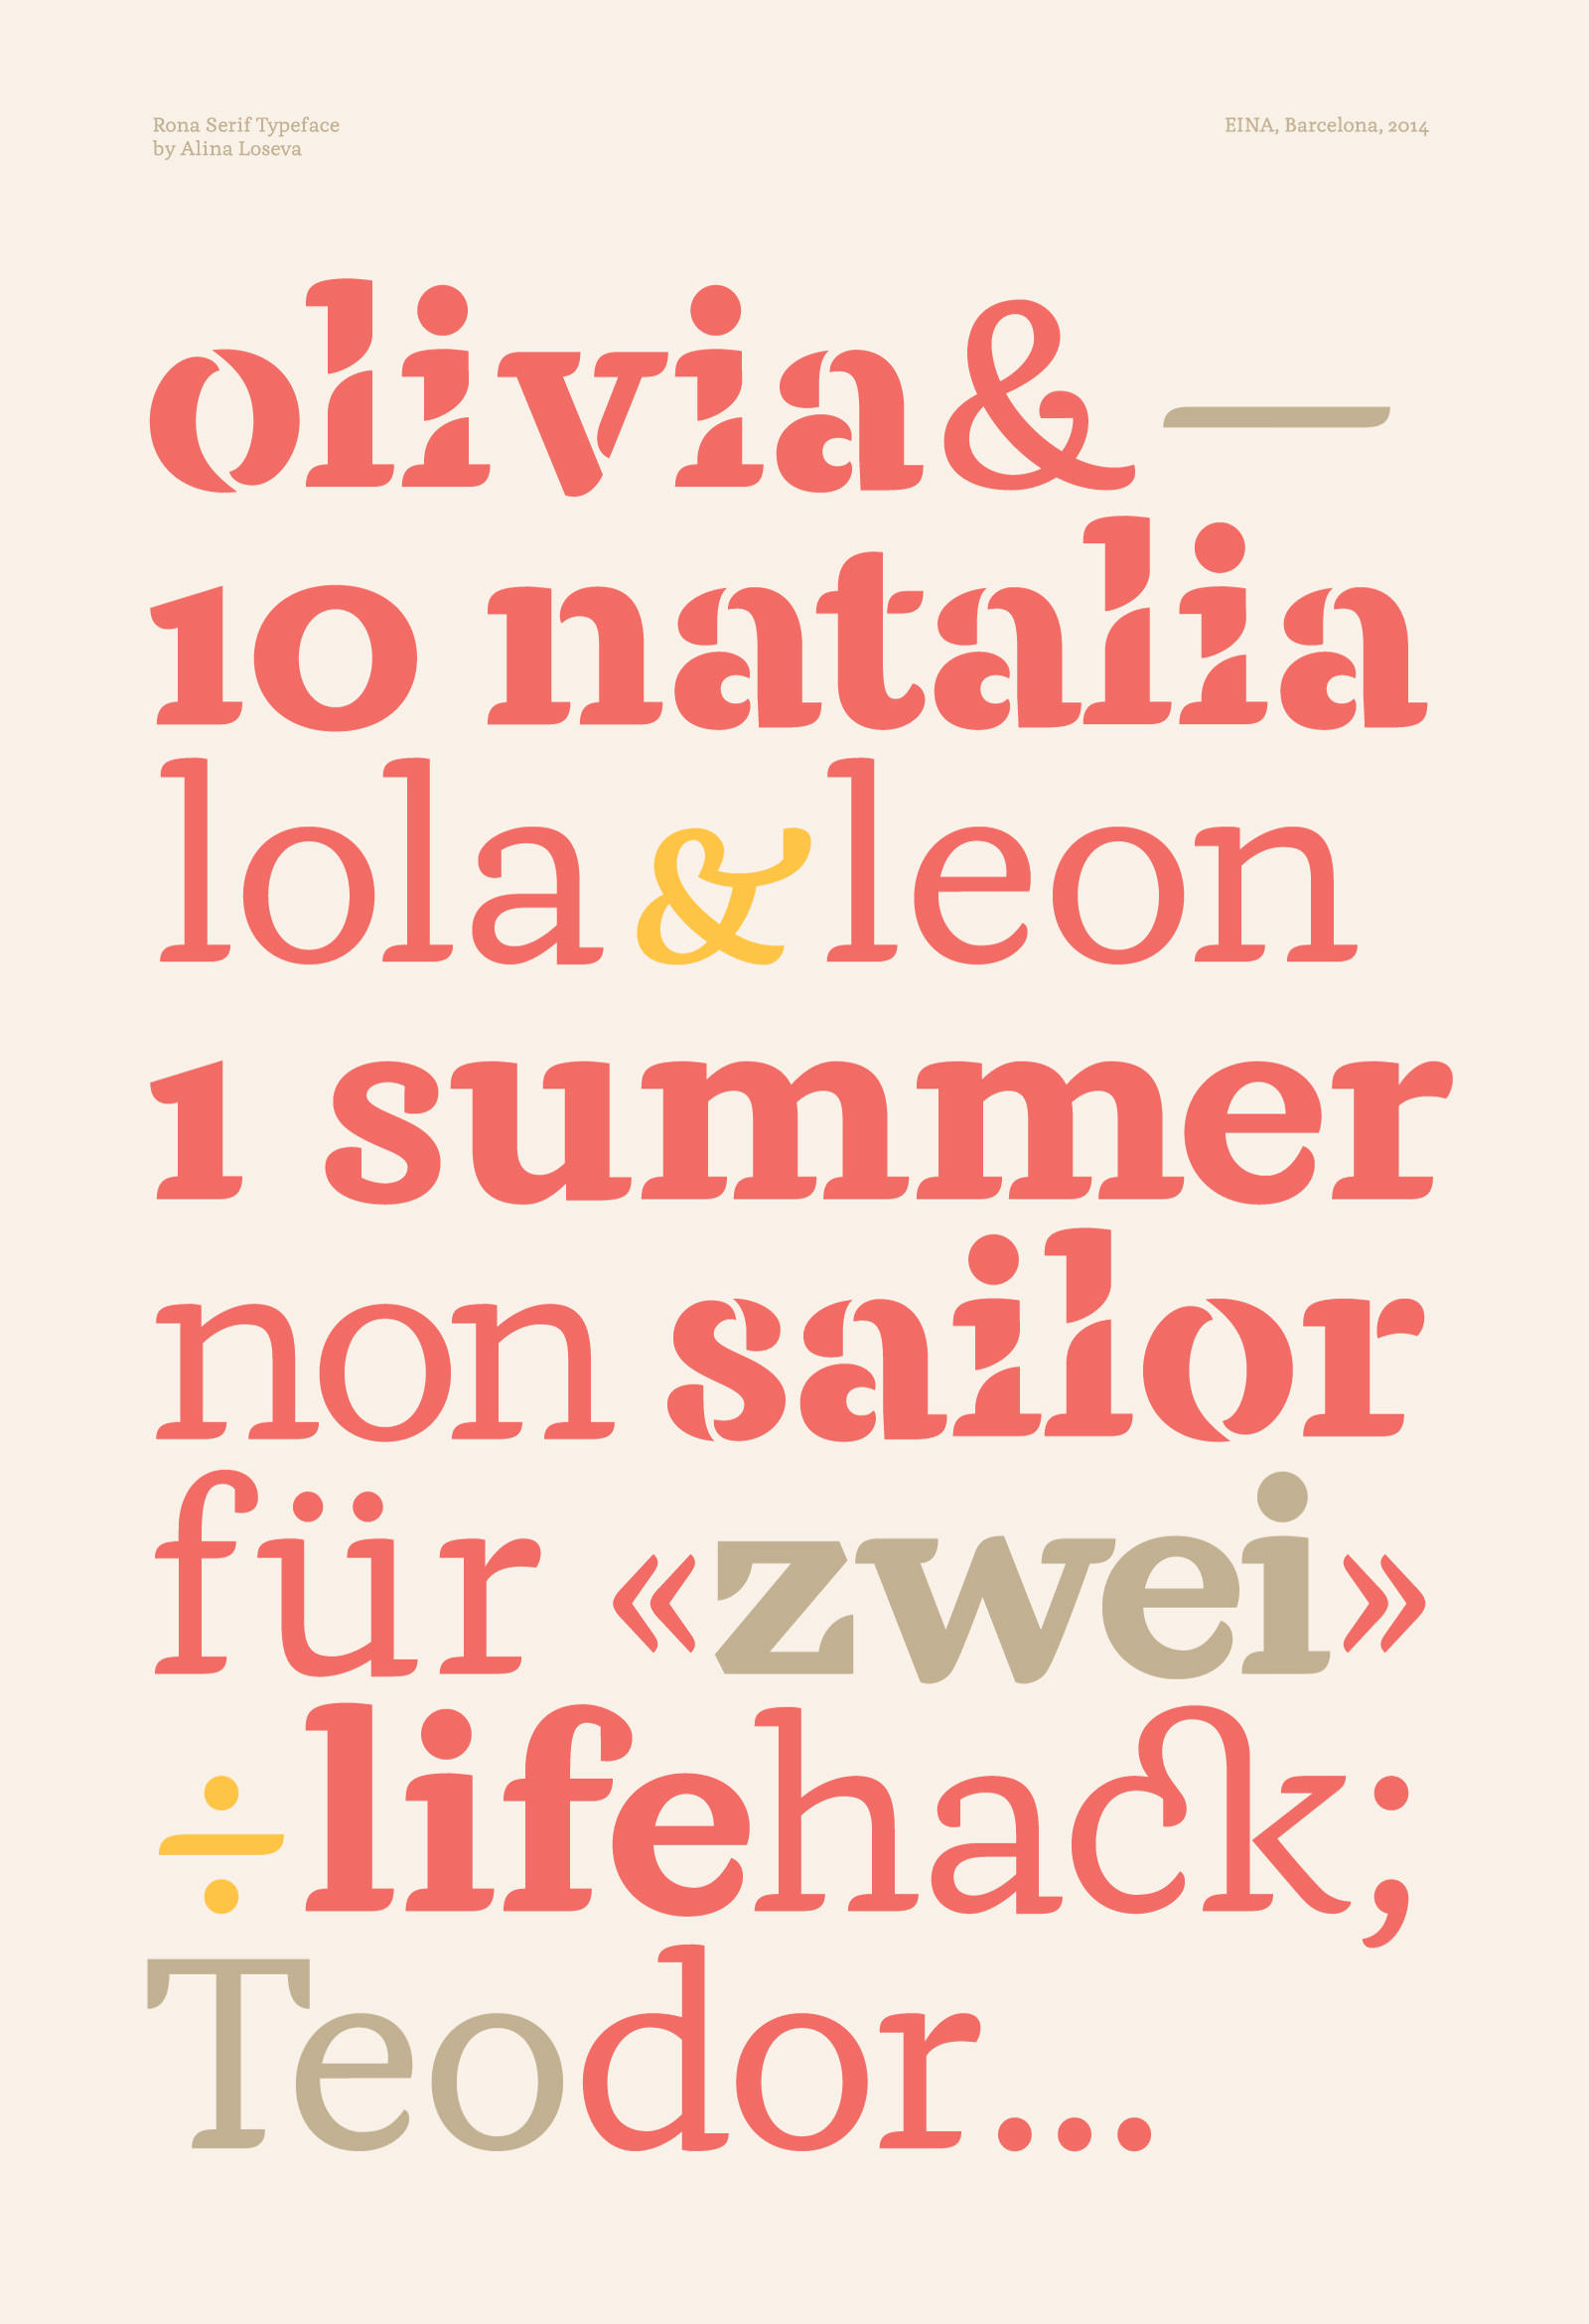 Rona Serif Typeface
by Alina Loseva
EINA, Barcelona, 2014
olivia& —
10 natalia
lola & leon
1 summer
non sailor
für «zwei»
÷lifehack;
Teodor...